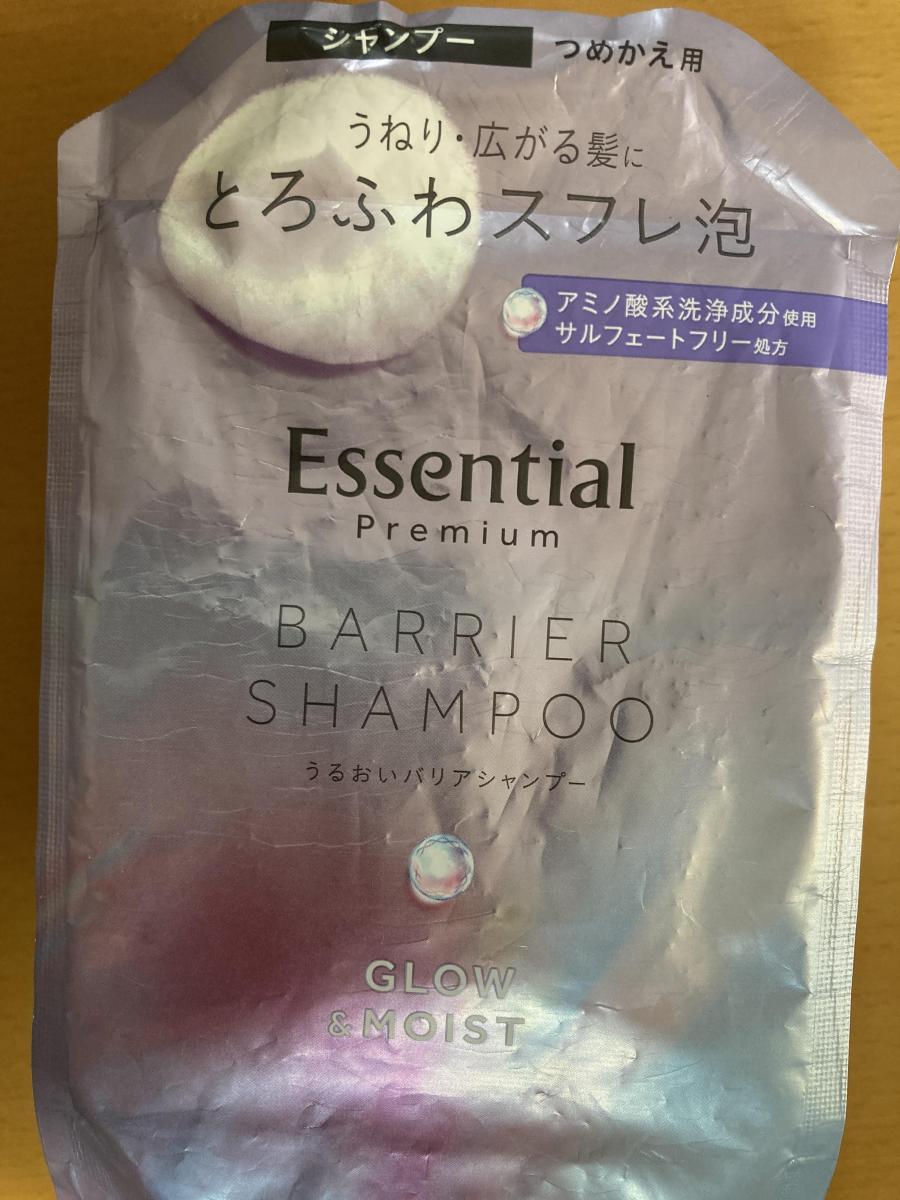 シャンプー つめかえ用
うねり・広がる髪に
とろふわスフレ泡
アミノ酸系洗浄成分使用
サルフェートフリー処方
Essential
Premium
BARRIER
SHAMPOO
うるおいバリアシャンプー
GLOW
& MOIST